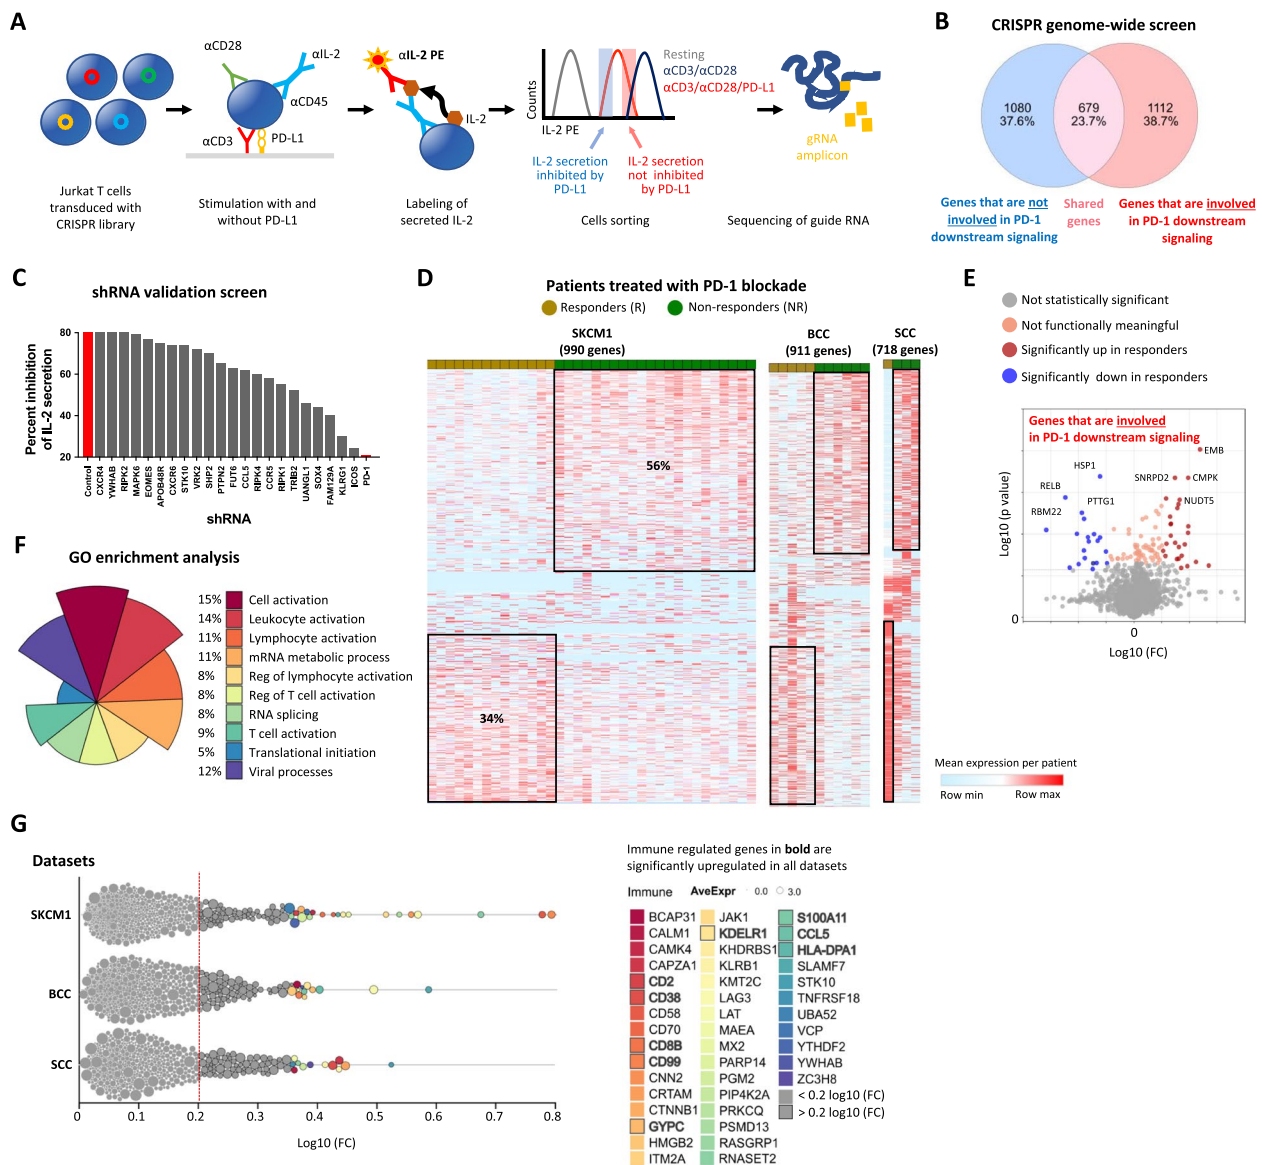 A
αCD28
αIL-2
αCD45
αCD3
PD-L1
αIL-2 PE
IL-2
Counts
Resting
αCD3/αCD28
αCD3/αCD28/PD-L1
IL-2 PE
IL-2 secretion
inhibited by
PD-L1
IL-2 secretion
not inhibited
by PD-L1
gRNA
amplicon
Jurkat T cells
transduced with
CRISPR library
Stimulation with and
without PD-L1
Labeling of
secreted IL-2
Cells sorting
Sequencing of guide RNA
B
CRISPR genome-wide screen
1080
37.6%
679
23.7%
1112
38.7%
Genes that are not
involved in PD-1
downstream signaling
Shared
genes
Genes that are involved
in PD-1 downstream
signaling
C
shRNA validation screen
Percent inhibition
of IL-2 secretion
80
60
40
20
Control
CXCR4
YWHAB
RIPK2
MAPK6
EOMES
APOB48R
CXCR6
STK10
VRK2
SHP2
PTPN2
FUT6
CCL5
RIPK4
CCR5
RIPK1
TRIB2
UANGL1
SOX4
FAM129A
KLRG1
ICOS
PD-1
shRNA
D
Patients treated with PD-1 blockade
Responders (R)
Non-responders (NR)
SKCM1
(990 genes)
BCC
(911 genes)
SCC
(718 genes)
56%
34%
Mean expression per patient
Row min
Row max
E
Not statistically significant
Not functionally meaningful
Significantly up in responders
Significantly down in responders
Genes that are involved
in PD-1 downstream signaling
EMB
HSP1
SNRPD2
CMPK
RELB
PTTG1
NUDT5
RBM22
Log10 (p value)
0
0
Log10 (FC)
F
GO enrichment analysis
15% Cell activation
14% Leukocyte activation
11% Lymphocyte activation
11% mRNA metabolic process
8% Reg of lymphocyte activation
8% Reg of T cell activation
8% RNA splicing
9% T cell activation
5% Translational initiation
12% Viral processes
G
Datasets
SKCM1
BCC
SCC
0
0.1
0.2
0.3
0.4
0.5
0.6
0.7
0.8
Log10 (FC)
Immune regulated genes in bold are
significantly upregulated in all datasets
Immune
AveExpr
0.0
3.0
BCAP31
CALM1
CAMK4
CAPZA1
CD2
CD38
CD58
CD70
CD8B
CD99
CNN2
CRTAM
CTNNB1
GYPC
HMGB2
ITM2A
JAK1
KDELR1
KHDRBS1
KLRB1
KMT2C
LAG3
LAT
MAEA
MX2
PARP14
PGM2
PIP4K2A
PRKCQ
PSMD13
RASGRP1
RNASET2
S100A11
CCL5
HLA-DPA1
SLAMF7
STK10
TNFRSF18
UBA52
VCP
YTHDF2
YWHAB
ZC3H8
< 0.2 log10 (FC)
> 0.2 log10 (FC)